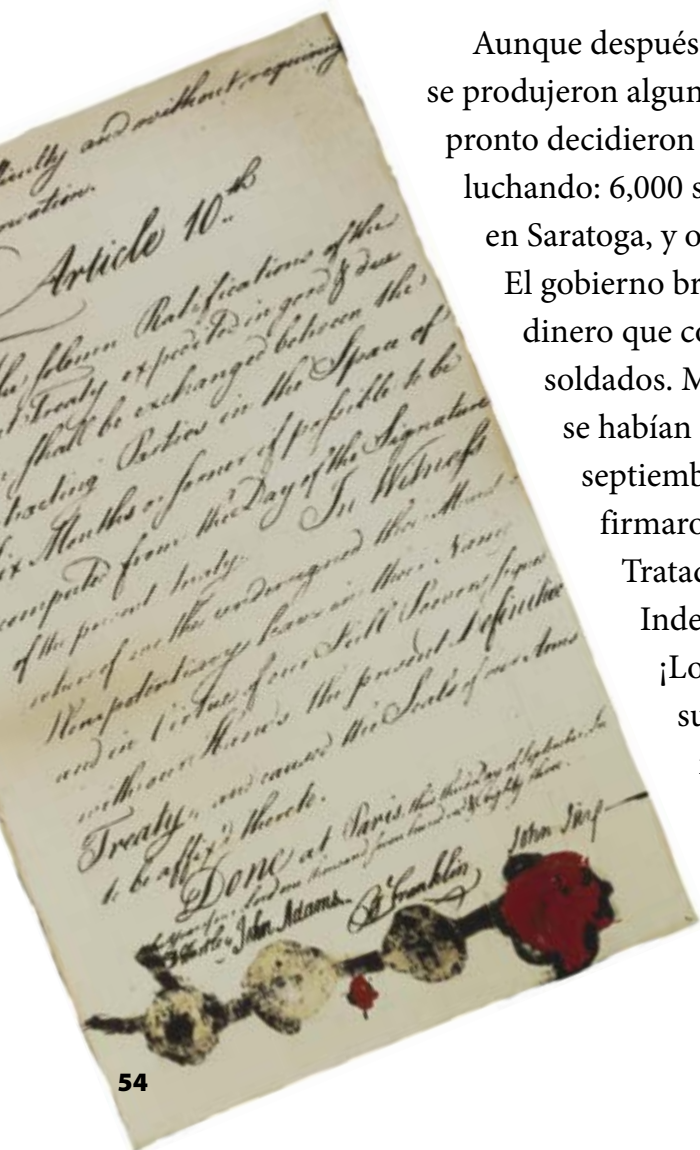 Aunque después
se produjeron algun
pronto decidieron
luchando: 6,000 s
en Saratoga, y o
El gobierno br
dinero que co
soldados. M
se habían
septiemb
firmaro
Tratad
Inde
¡Lo
su
and without requiring
Article 10th.
the solemn Ratifications of the
Treaty expedited in good & due
shall be exchanged between the
Parties in the Space of
Months or sooner if possible to be
computed from the Day of the Signature
of the present Treaty. In Witness
whereof we the undersigned their
Plenipotentiary have in their Name
and in Virtue of our Full Powers signed
with our Hands the present Definitive
Treaty, and caused the Seals of our Arms
to be affix'd thereto.
Done at Paris, this third Day of September, In
John Adams. B Franklin John Jay
54